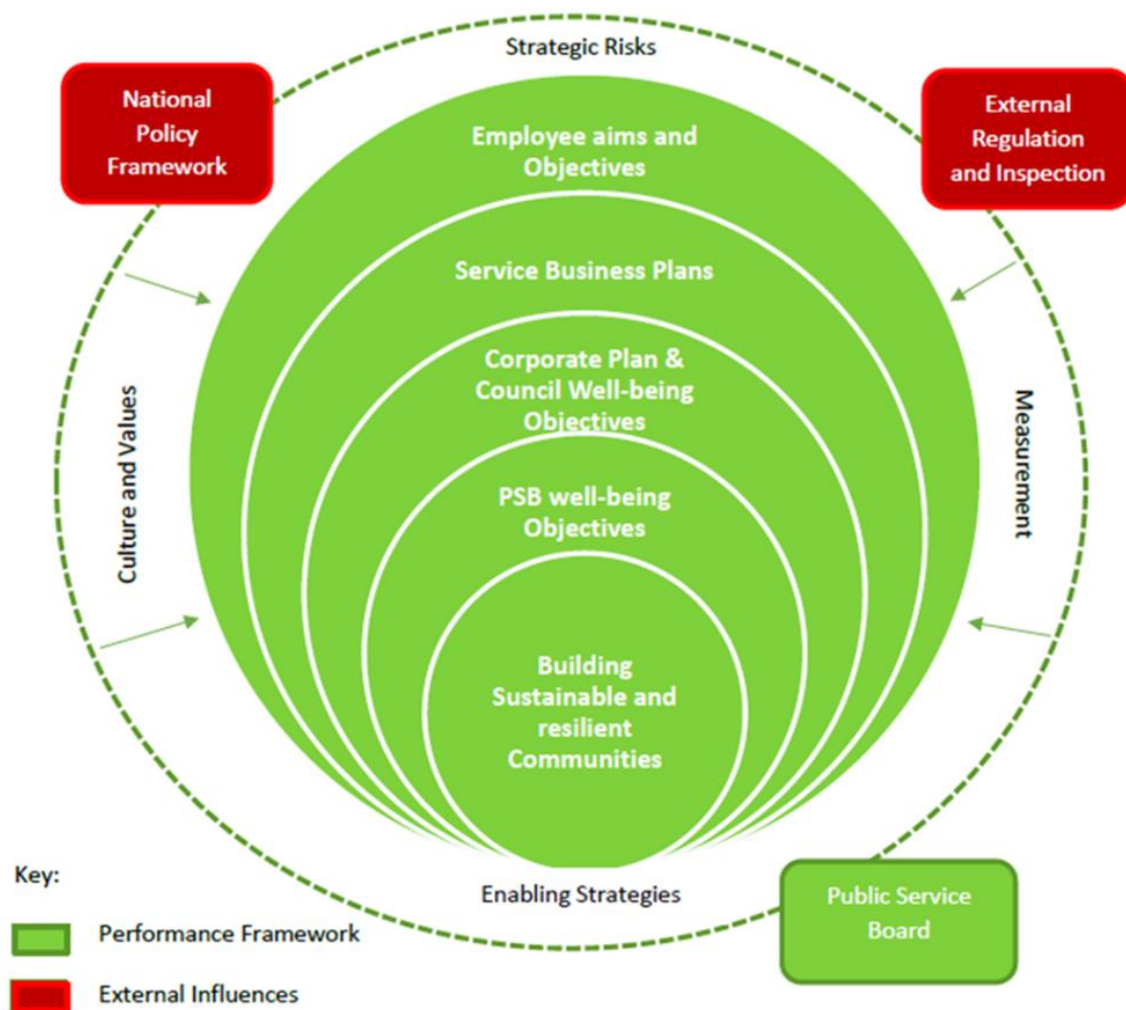 Strategic Risks
National
Policy
Framework
External
Regulation
and Inspection
Employee aims and
Objectives
Service Business Plans
Corporate Plan &
Council Well-being
Objectives
Culture and Values
Measurement
PSB well-being
Objectives
Building
Sustainable and
resilient
Communities
Enabling Strategies
Public Service
Board
Key:
Performance Framework
External Influences